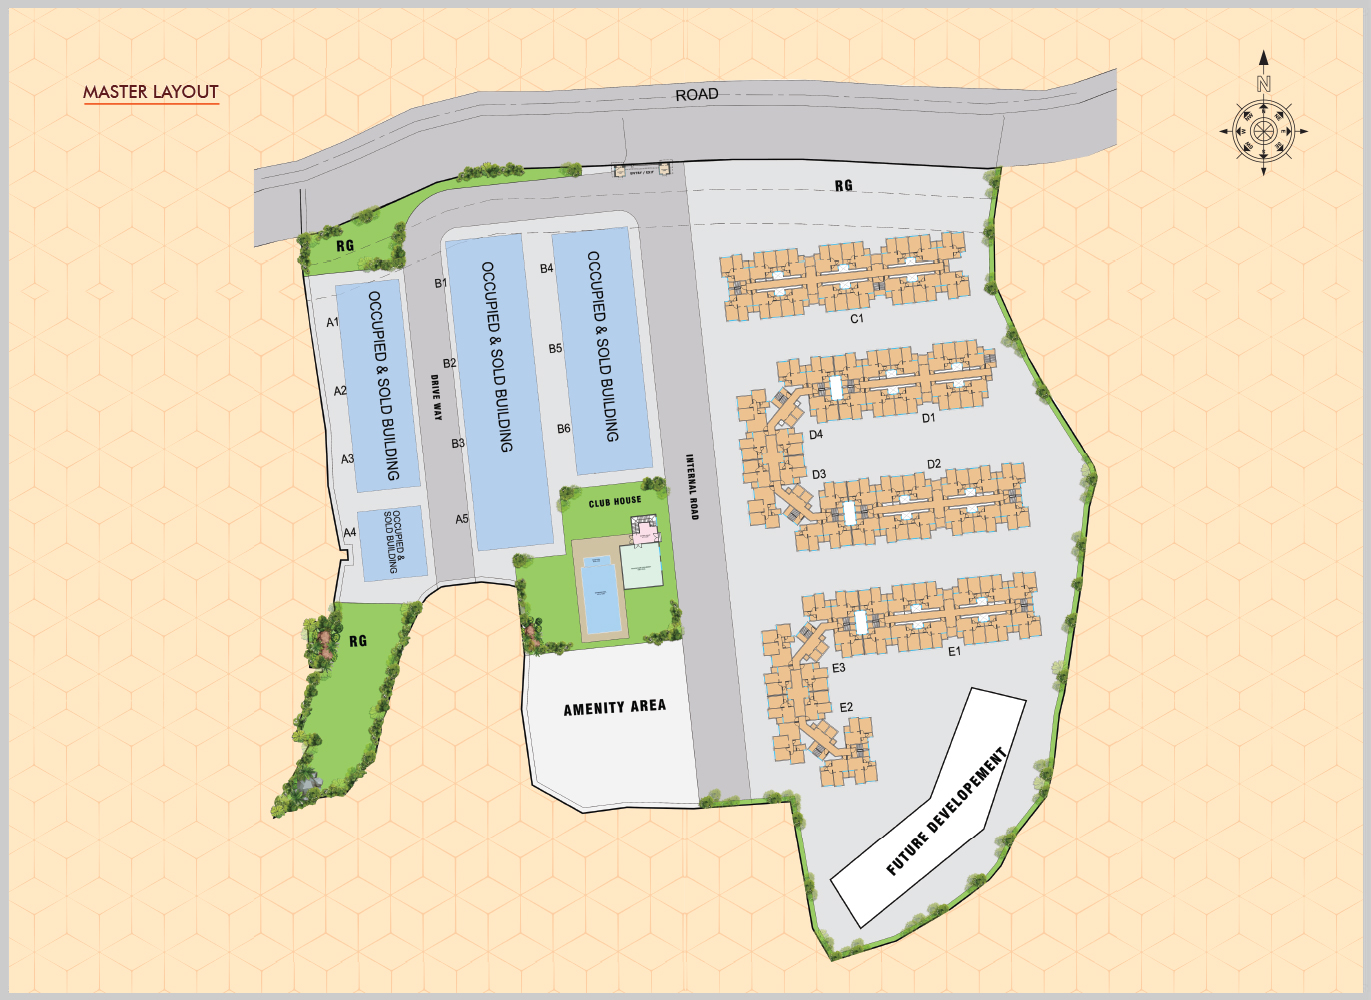 MASTER LAYOUT
ROAD
N
ENTRY / EXIT
RG
RG
OCCUPIED & SOLD BUILDING
A1
A2
A3
A4
OCCUPIED &
SOLD BUILDING
DRIVE WAY
B1
B2
B3
A5
OCCUPIED & SOLD BUILDING
B4
B5
B6
OCCUPIED & SOLD BUILDING
INTERNAL ROAD
CLUB HOUSE
C1
D1
D4
D3
D2
E1
E3
E2
RG
AMENITY AREA
FUTURE DEVELOPEMENT